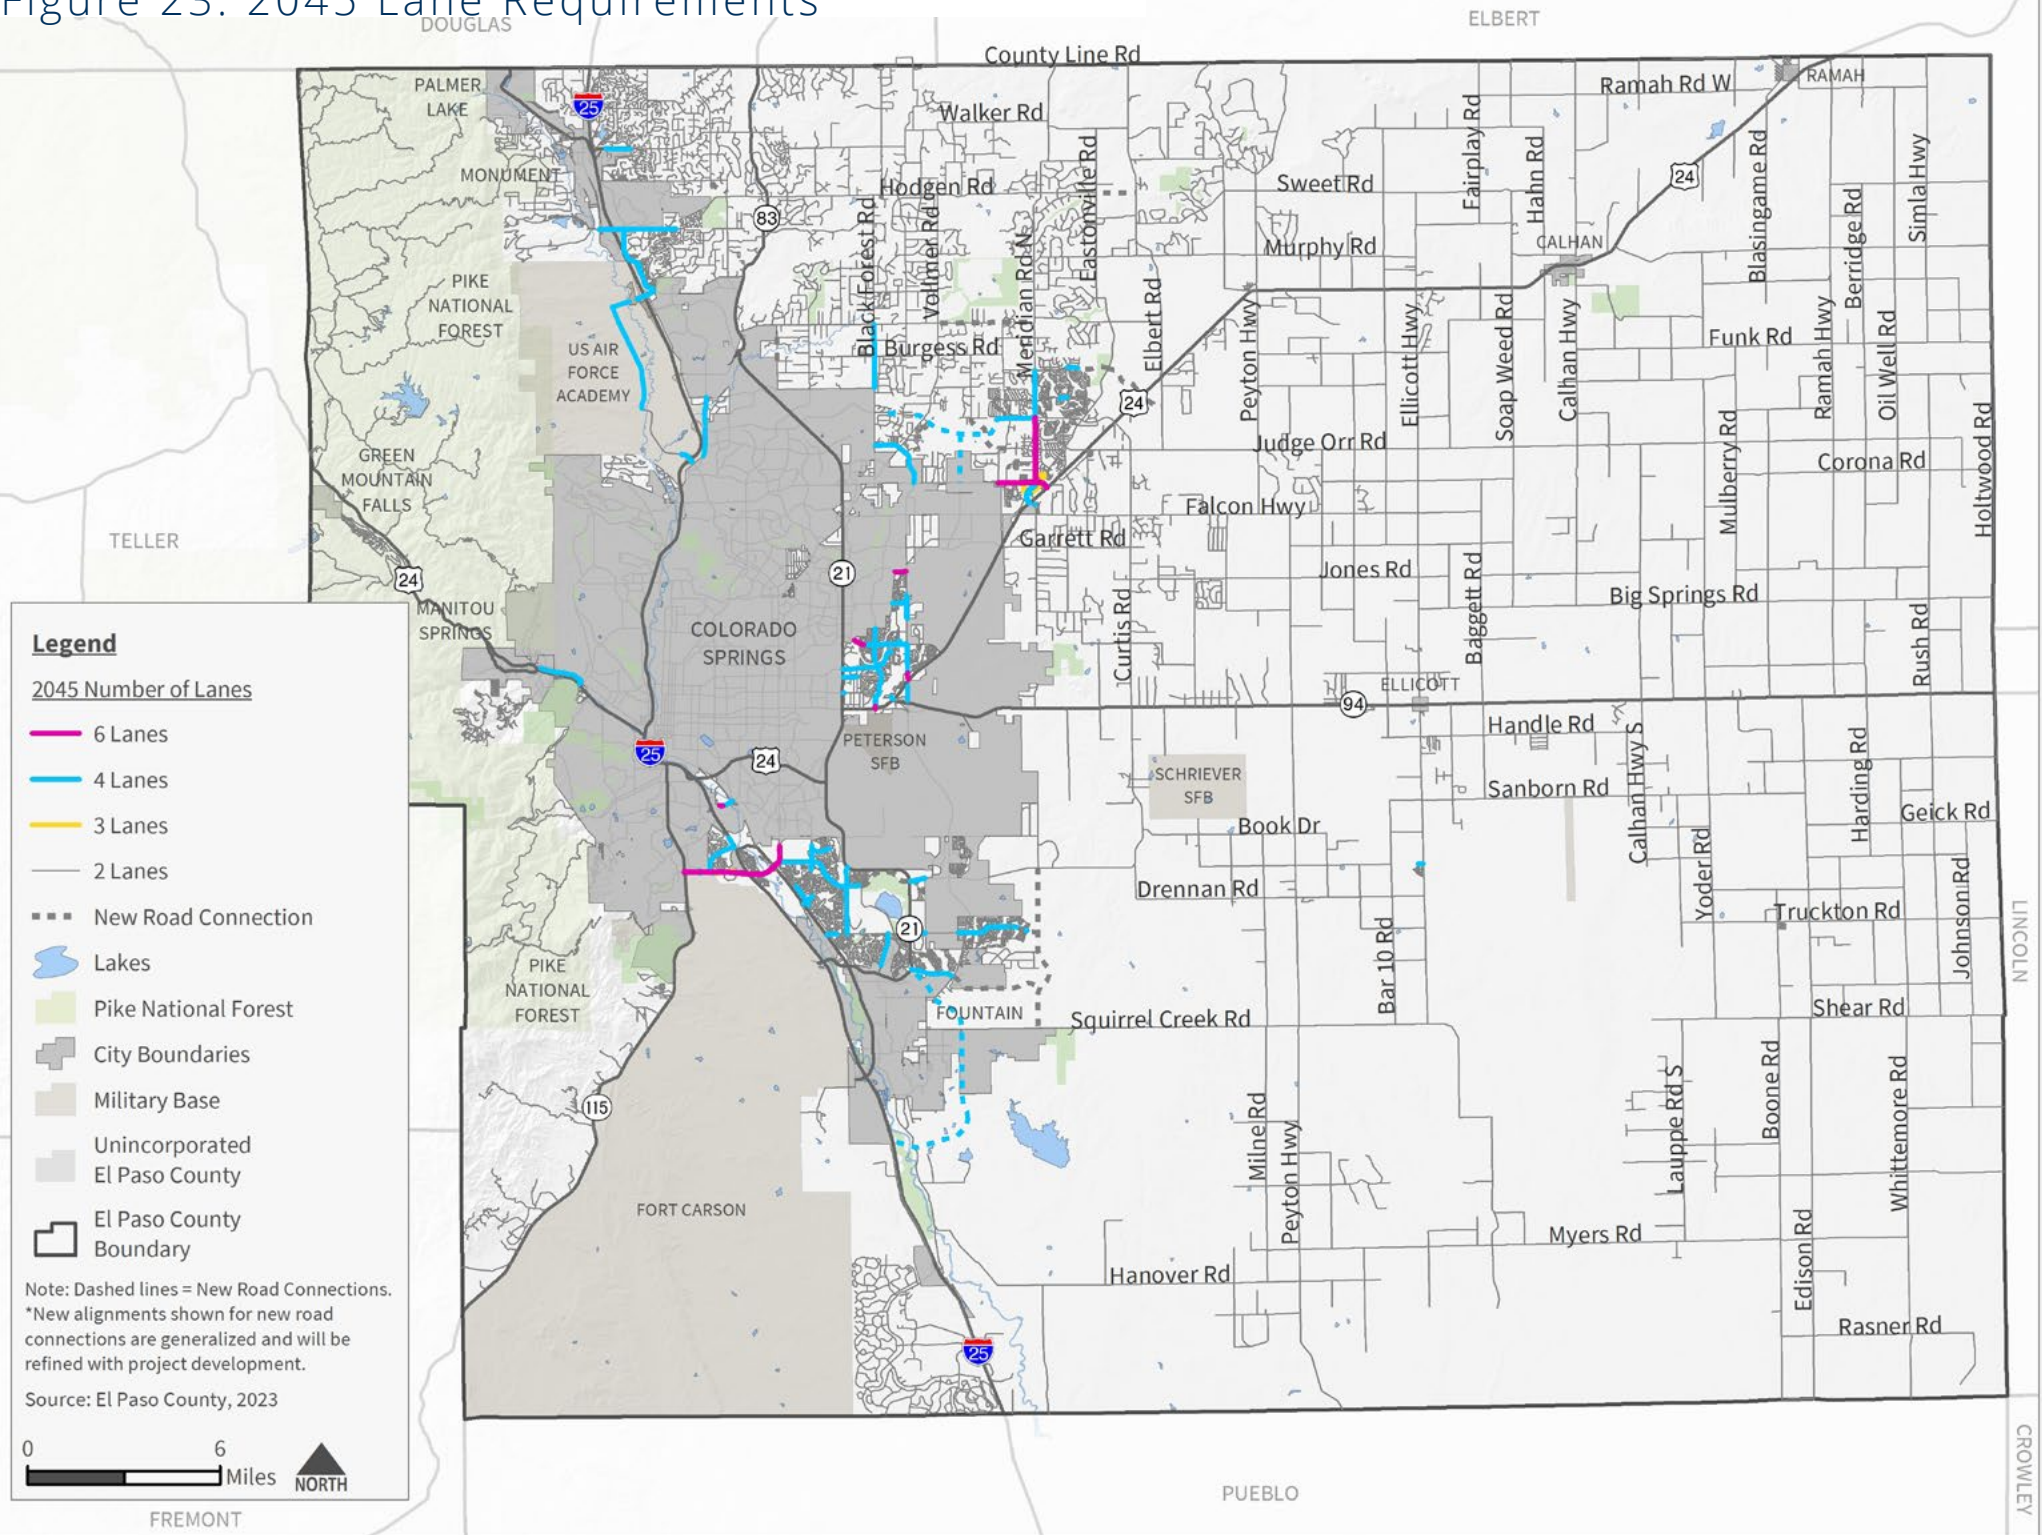 Figure 23. 2045 Lane Requirements
DOUGLAS
ELBERT
County Line Rd
PALMER
LAKE
25
Ramah Rd W
RAMAH
Walker Rd
Fairplay Rd
Hahn Rd
Blasingame Rd
Simla Hwy
MONUMENT
Hodgen Rd
Eastonville Rd
Sweet Rd
24
83
Black Forest Rd
Vollmer Rd
Meridian Rd N
Murphy Rd
CALHAN
Berridge Rd
PIKE
NATIONAL
FOREST
Elbert Rd
Peyton Hwy
Ellicott Hwy
Soap Weed Rd
Calhan Hwy
Ramah Hwy
Oil Well Rd
Funk Rd
US AIR
FORCE
ACADEMY
Burgess Rd
24
Judge Orr Rd
Mulberry Rd
Corona Rd
Holtwood Rd
GREEN
MOUNTAIN
FALLS
Falcon Hwy
TELLER
Garrett Rd
24
21
Jones Rd
Baggett Rd
Big Springs Rd
MANITOU
SPRINGS
Curtis Rd
Rush Rd
COLORADO
SPRINGS
ELLICOTT
94
Handle Rd
Calhan Hwy S
Harding Rd
25
24
PETERSON
SFB
SCHRIEVER
SFB
Sanborn Rd
Geick Rd
Book Dr
Yoder Rd
Johnson Rd
Drennan Rd
Truckton Rd
LINCOLN
21
Bar 10 Rd
PIKE
NATIONAL
FOREST
FOUNTAIN
Squirrel Creek Rd
Shear Rd
115
Milne Rd
Peyton Hwy
Lauppe Rd S
Boone Rd
Whittemore Rd
FORT CARSON
Myers Rd
Edison Rd
Hanover Rd
Rasner Rd
25
CROWLEY
PUEBLO
FREMONT
Legend
2045 Number of Lanes
6 Lanes
4 Lanes
3 Lanes
2 Lanes
New Road Connection
Lakes
Pike National Forest
City Boundaries
Military Base
Unincorporated
El Paso County
El Paso County
Boundary
Note: Dashed lines = New Road Connections.
*New alignments shown for new road
connections are generalized and will be
refined with project development.
Source: El Paso County, 2023
0 6
Miles
NORTH